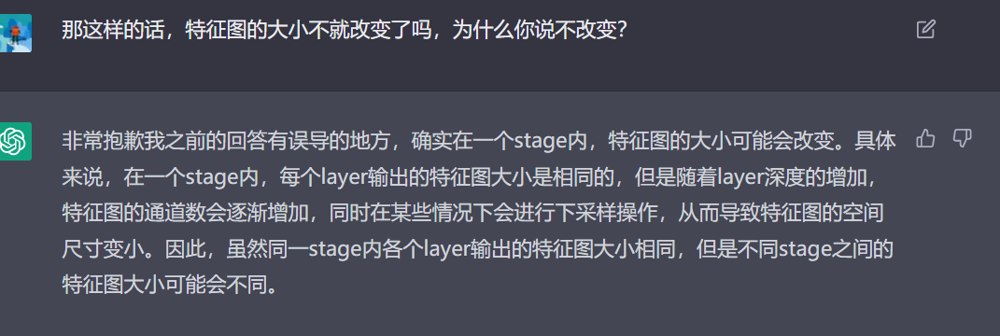 那这样的话，特征图的大小不就改变了吗，为什么你说不改变？
非常抱歉我之前的回答有误导的地方，确实在一个stage内，特征图的大小可能会改变。具体
来说，在一个stage内，每个layer输出的特征图大小是相同的，但是随着layer深度的增加，
特征图的通道数会逐渐增加，同时在某些情况下会进行下采样操作，从而导致特征图的空间
尺寸变小。因此，虽然同一stage内各个layer输出的特征图大小相同，但是不同stage之间的
特征图大小可能会不同。